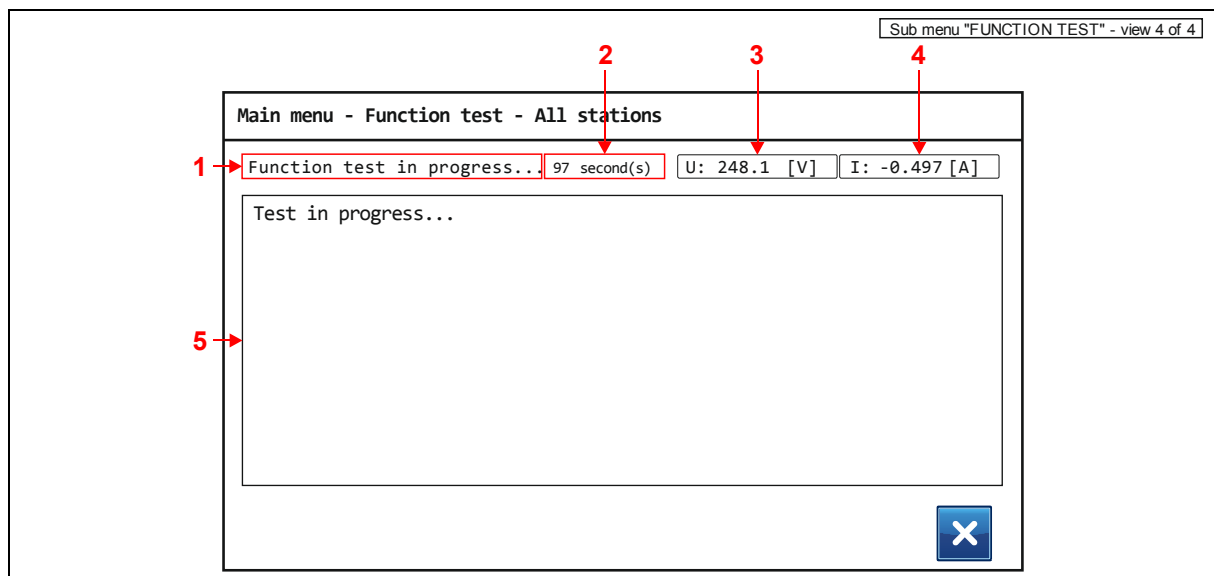 Sub menu "FUNCTION TEST" - view 4 of 4
2 3 4
Main menu - Function test - All stations
1 Function test in progress... 97 second(s) U: 248.1 [V] I: -0.497 [A]
Test in progress...
5